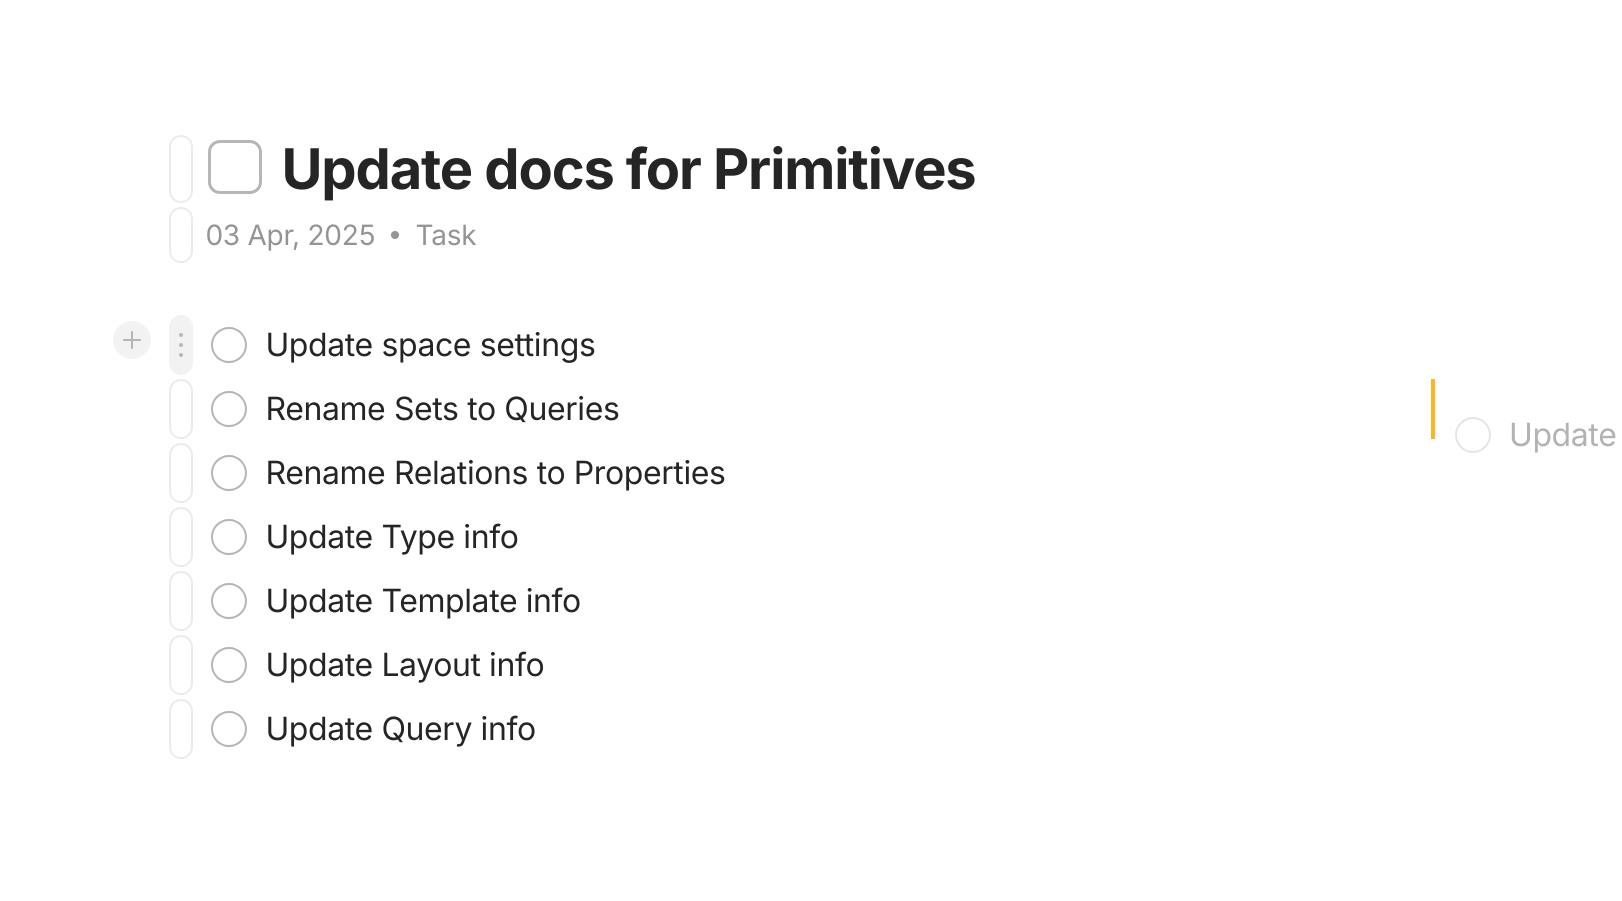 Update docs for Primitives
03 Apr, 2025 • Task
Update space settings
Rename Sets to Queries
Rename Relations to Properties
Update Type info
Update Template info
Update Layout info
Update Query info
Update